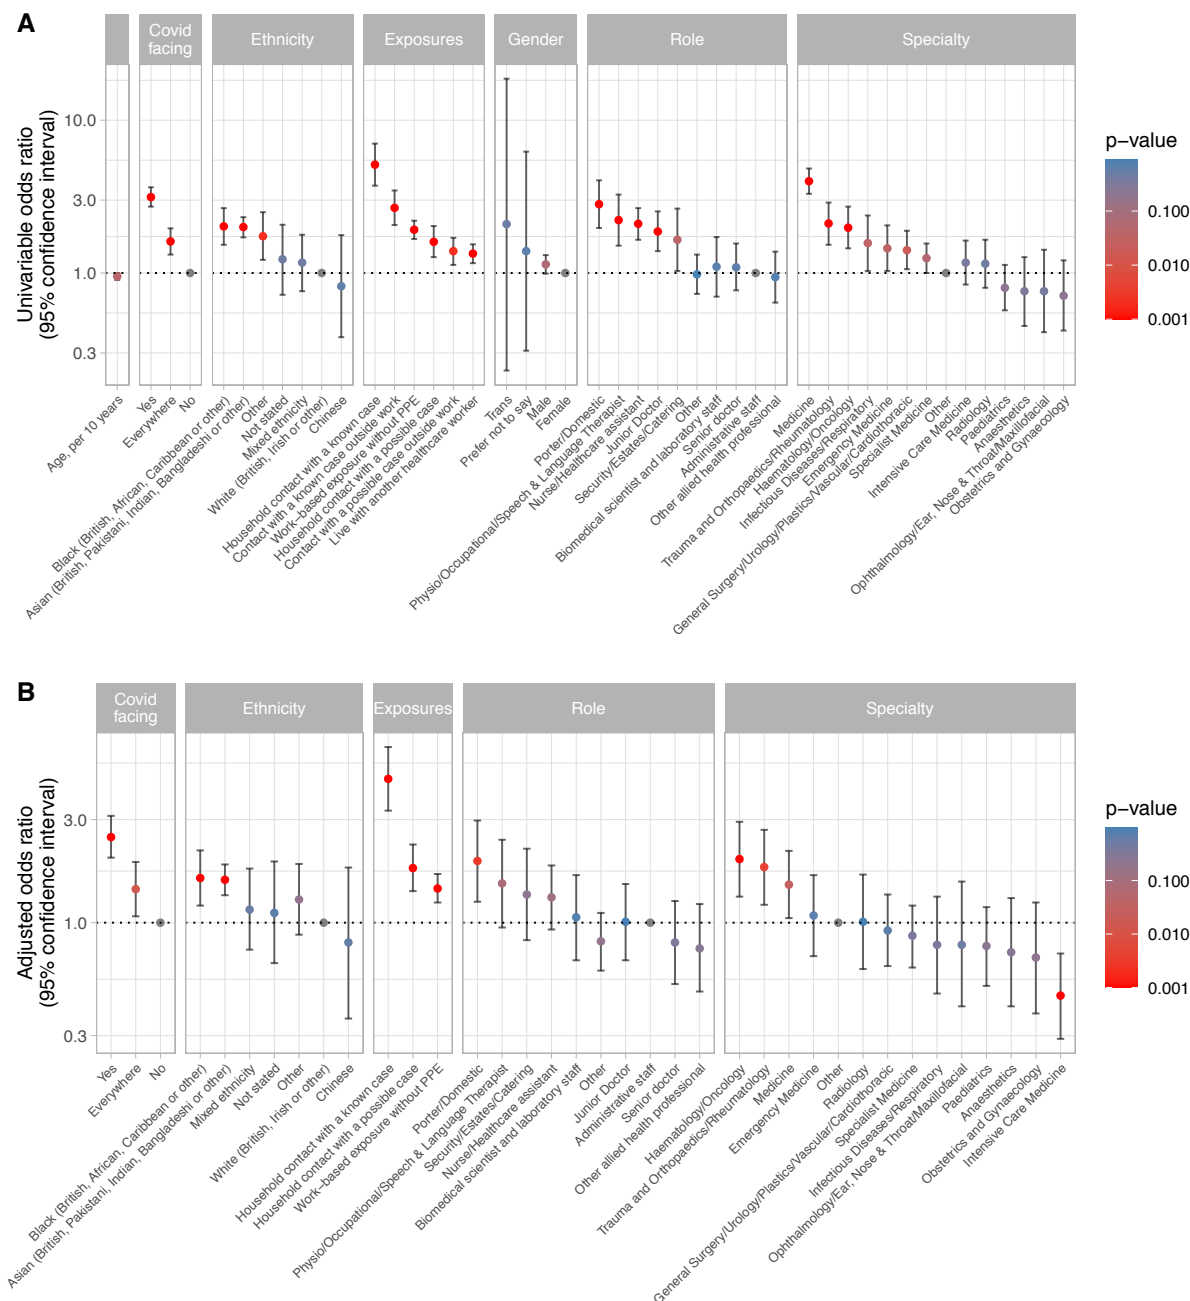 A
Covid
facing
Ethnicity
Exposures
Gender
Role
Specialty
Univariable odds ratio
(95% confidence interval)
10.0
3.0
1.0
0.3
Age, per 10 years
Yes
Everywhere
No
Black (British, African, Caribbean or other)
Asian (British, Pakistani, Indian, Bangladeshi or other)
Other
Not stated
Mixed ethnicity
White (British, Irish or other)
Chinese
Household contact with a known case
Contact with a known case outside work
Work−based exposure without PPE
Household contact with a possible case
Contact with a possible case outside work
Live with another healthcare worker
Trans
Prefer not to say
Male
Female
Porter/Domestic
Physio/Occupational/Speech & Language Therapist
Nurse/Healthcare assistant
Junior Doctor
Security/Estates/Catering
Other
Biomedical scientist and laboratory staff
Senior doctor
Administrative staff
Other allied health professional
Medicine
Trauma and Orthopaedics/Rheumatology
Haematology/Oncology
Infectious Diseases/Respiratory
Emergency Medicine
General Surgery/Urology/Plastics/Vascular/Cardiothoracic
Specialist Medicine
Other
Intensive Care Medicine
Radiology
Paediatrics
Anaesthetics
Ophthalmology/Ear, Nose & Throat/Maxillofacial
Obstetrics and Gynaecology
p−value
0.100
0.010
0.001
B
Covid
facing
Ethnicity
Exposures
Role
Specialty
Adjusted odds ratio
(95% confidence interval)
3.0
1.0
0.3
Yes
Everywhere
No
Black (British, African, Caribbean or other)
Asian (British, Pakistani, Indian, Bangladeshi or other)
Mixed ethnicity
Not stated
Other
White (British, Irish or other)
Chinese
Household contact with a known case
Household contact with a possible case
Work−based exposure without PPE
Porter/Domestic
Physio/Occupational/Speech & Language Therapist
Security/Estates/Catering
Nurse/Healthcare assistant
Biomedical scientist and laboratory staff
Other
Junior Doctor
Administrative staff
Senior doctor
Other allied health professional
Haematology/Oncology
Trauma and Orthopaedics/Rheumatology
Medicine
Emergency Medicine
Other
Radiology
General Surgery/Urology/Plastics/Vascular/Cardiothoracic
Specialist Medicine
Infectious Diseases/Respiratory
Ophthalmology/Ear, Nose & Throat/Maxillofacial
Paediatrics
Anaesthetics
Obstetrics and Gynaecology
Intensive Care Medicine
p−value
0.100
0.010
0.001